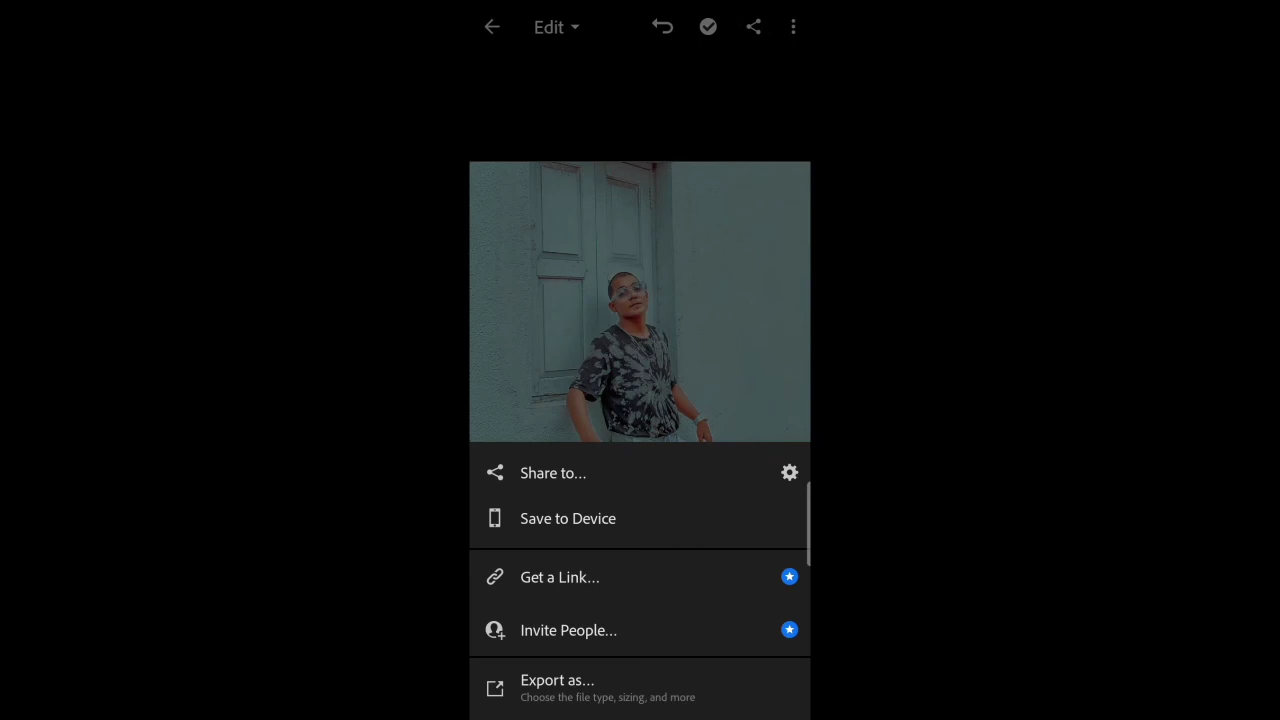 Edit
Share to...
Save to Device
Get a Link...
Invite People...
Export as...
Choose the file type, sizing, and more